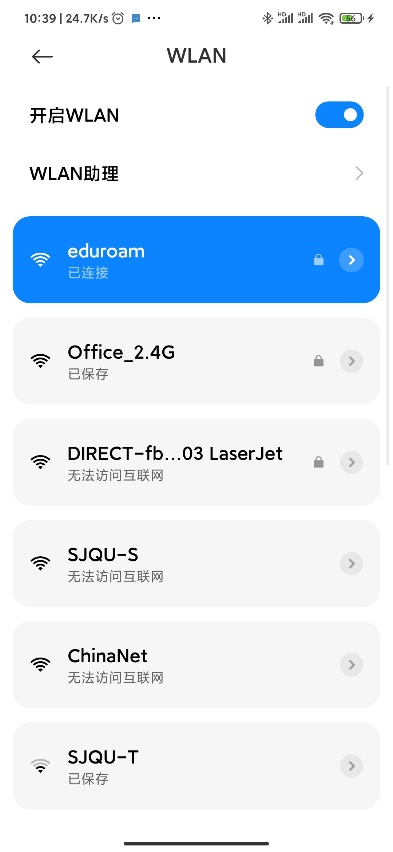 10:39 | 24.7K/s HD HD 56
WLAN
开启WLAN
WLAN助理
eduroam
已连接
Office_2.4G
已保存
DIRECT-fb...03 LaserJet
无法访问互联网
SJQU-S
无法访问互联网
ChinaNet
无法访问互联网
SJQU-T
已保存